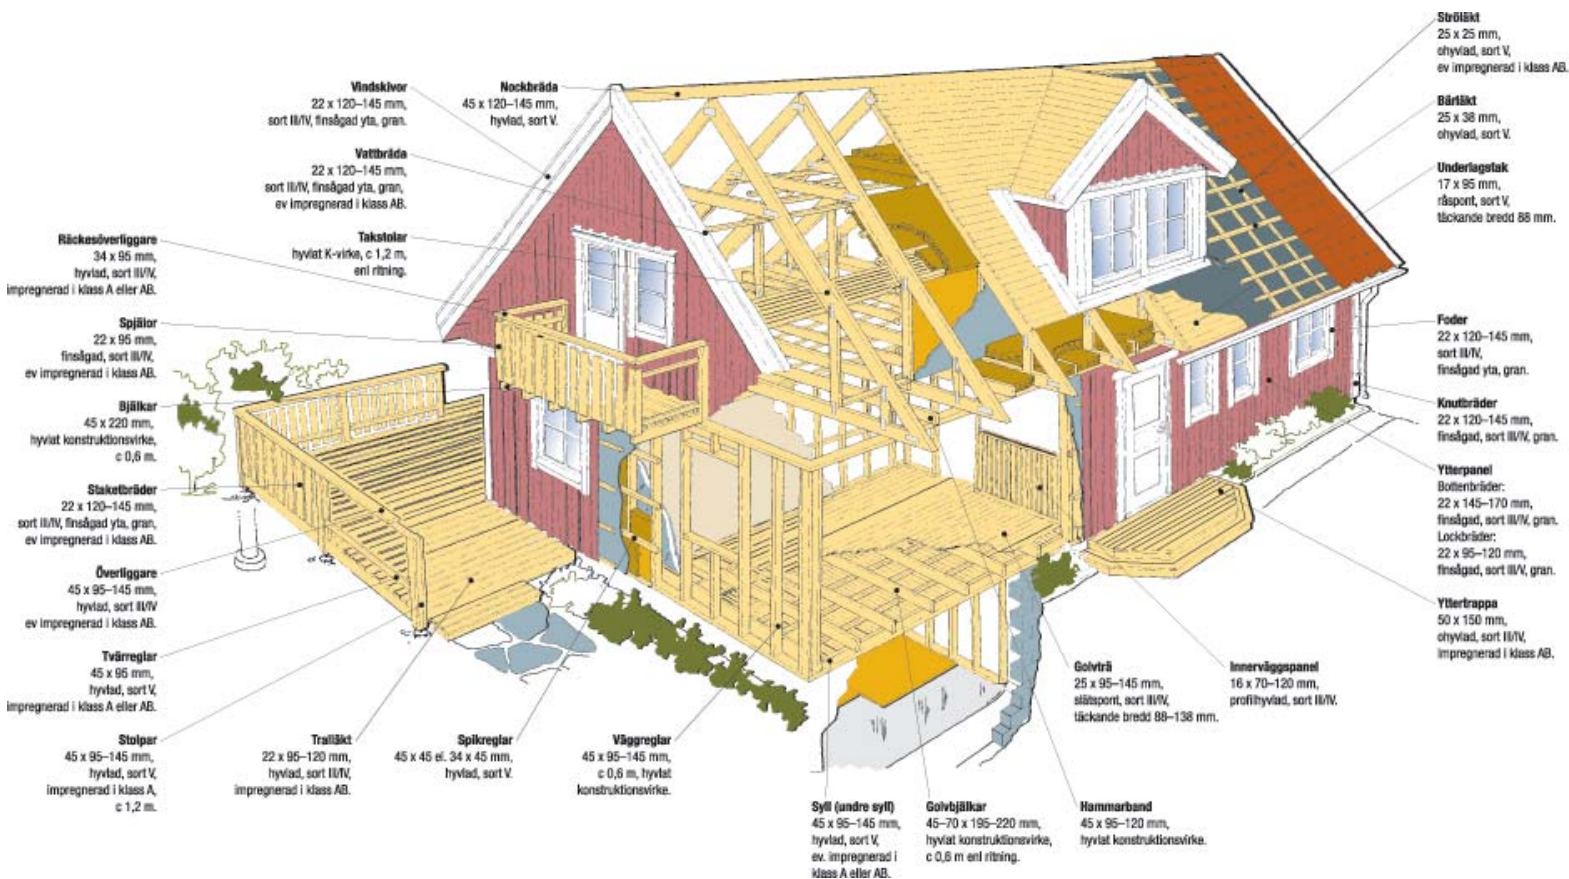 Vindskivor
22 x 120–145 mm,
sort III/IV, finsågad yta, gran.
Nockbräda
45 x 120–145 mm,
hyvlad, sort V.
Vattbräda
22 x 120–145 mm,
sort III/IV, finsågad yta, gran,
ev impregnerad i klass AB.
Takstolar
hyvlat K-virke, c 1,2 m,
enl ritning.
Räckesöverliggare
34 x 95 mm,
hyvlad, sort III/IV,
impregnerad i klass A eller AB.
Spjälor
22 x 95 mm,
finsågad, sort III/IV,
ev impregnerad i klass AB.
Bjälkar
45 x 220 mm,
hyvlat konstruktionsvirke,
c 0,6 m.
Staketbräder
22 x 120–145 mm,
sort III/IV, finsågad yta, gran,
ev impregnerad i klass AB.
Överliggare
45 x 95–145 mm,
hyvlad, sort III/IV
ev impregnerad i klass AB.
Tvärreglar
45 x 95 mm,
hyvlad, sort V,
impregnerad i klass A eller AB.
Stolpar
45 x 95–145 mm,
hyvlad, sort V,
impregnerad i klass A,
c 1,2 m.
Trallläkt
22 x 95–120 mm,
hyvlad, sort III/IV,
impregnerad i klass AB.
Spikreglar
45 x 45 el. 34 x 45 mm,
hyvlad, sort V.
Väggreglar
45 x 95–145 mm,
c 0,6 m, hyvlat
konstruktionsvirke.
Syll (undre syll)
45 x 95–145 mm,
hyvlad, sort V,
ev. impregnerad i
klass A eller AB.
Golvbjälkar
45–70 x 195–220 mm,
hyvlat konstruktionsvirke,
c 0,6 m enl ritning.
Hammarband
45 x 95–120 mm,
hyvlat konstruktionsvirke.
Golvträ
25 x 95–145 mm,
slätspont, sort III/IV,
täckande bredd 88–138 mm.
Innerväggspanel
16 x 70–120 mm,
profilhyvlad, sort III/IV.
Ströläkt
25 x 25 mm,
ohyvlad, sort V,
ev impregnerad i klass AB.
Bärläkt
25 x 38 mm,
ohyvlad, sort V.
Underlagstak
17 x 95 mm,
råspont, sort V,
täckande bredd 88 mm.
Foder
22 x 120–145 mm,
sort III/IV,
finsågad yta, gran.
Knutbräder
22 x 120–145 mm,
finsågad, sort III/IV, gran.
Ytterpanel
Bottenbräder:
22 x 145–170 mm,
finsågad, sort III/IV, gran.
Lockbräder:
22 x 95–120 mm,
finsågad, sort III/V, gran.
Yttertrappa
50 x 150 mm,
ohyvlad, sort III/IV,
impregnerad i klass AB.